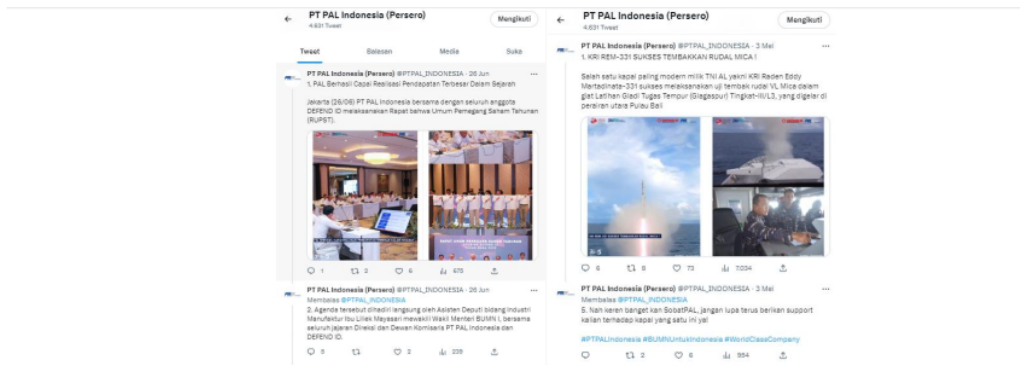 PT PAL Indonesia (Persero)
4.631 Tweet
Mengikuti
Tweet
Balasan
Media
Suka
PT PAL Indonesia (Persero) @PTPAL_INDONESIA · 26 Jun
1. PAL Berhasil Capai Realisasi Pendapatan Terbesar Dalam Sejarah
Jakarta (26/06) PT PAL Indonesia bersama dengan seluruh anggota
DEFEND ID melaksanakan Rapat bahwa Umum Pemegang Saham Tahunan
(RUPST).
1
2
6
575
PT PAL Indonesia (Persero) @PTPAL_INDONESIA · 26 Jun
Membalas @PTPAL_INDONESIA
2. Agenda tersebut dihadiri langsung oleh Asisten Deputi bidang Industri
Manufaktur Ibu Liliek Mayasari mewakili Wakil Menteri BUMN I, bersama
seluruh jajaran Direksi dan Dewan Komisaris PT PAL Indonesia dan
DEFEND ID.
2
PT PAL Indonesia (Persero)
4.631 Tweet
Mengikuti
PT PAL Indonesia (Persero) @PTPAL_INDONESIA · 3 Mei
1. KRI REM-331 SUKSES TEMBAKKAN RUDAL MICA !
Salah satu kapal paling modern milik TNI AL yakni KRI Raden Eddy
Martadinata-331 sukses melaksanakan uji tembak rudal VL Mica dalam
giat Latihan Gladi Tugas Tempur (Glagaspur) Tingkat-III/L3, yang digelar di
perairan utara Pulau Bali
6
8
73
7.034
PT PAL Indonesia (Persero) @PTPAL_INDONESIA · 3 Mei
Membalas @PTPAL_INDONESIA
5. Nah keren banget kan SobatPAL, jangan lupa terus berikan support
kalian terhadap kapal yang satu ini ya!
#PTPALIndonesia #BUMNUntukIndonesia #WorldClassCompany
2
6
564